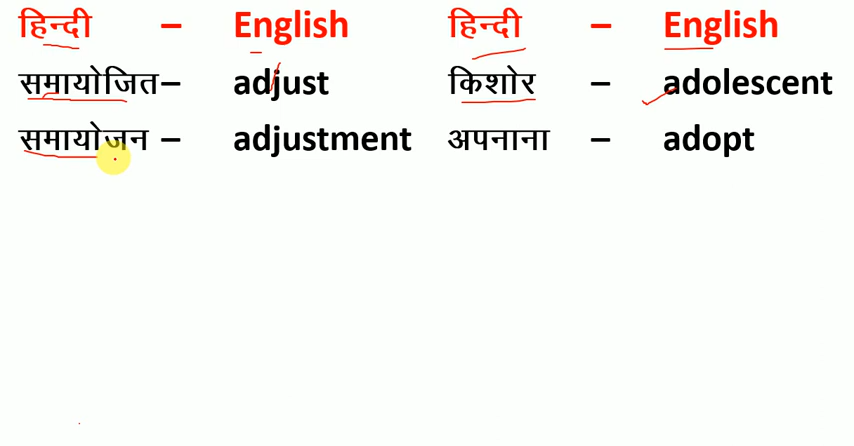 हिन्दी – English हिन्दी – English
समायोजित– adjust किशोर – adolescent
समायोजन – adjustment अपनाना – adopt